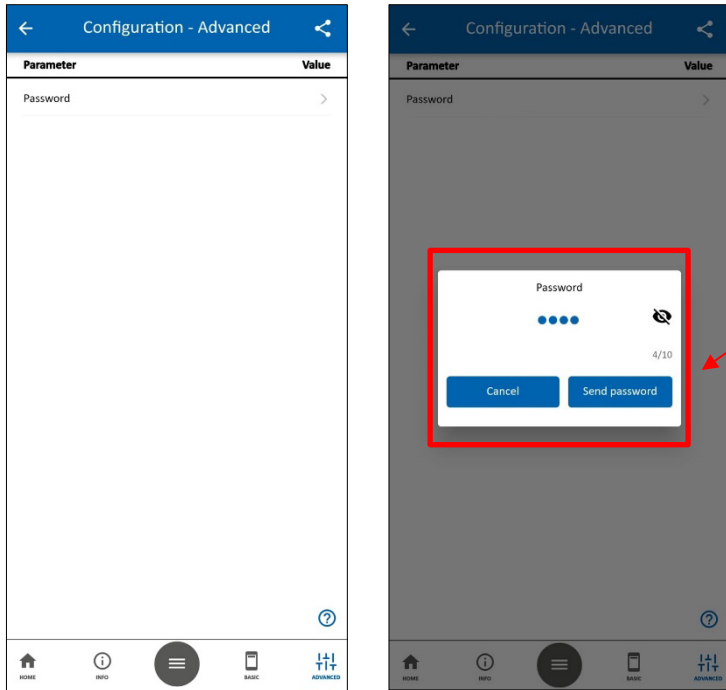 Configuration - Advanced
Parameter Value
Password
HOME INFO BASIC ADVANCED
Configuration - Advanced
Parameter Value
Password
Password
4/10
Cancel Send password
HOME INFO BASIC ADVANCED